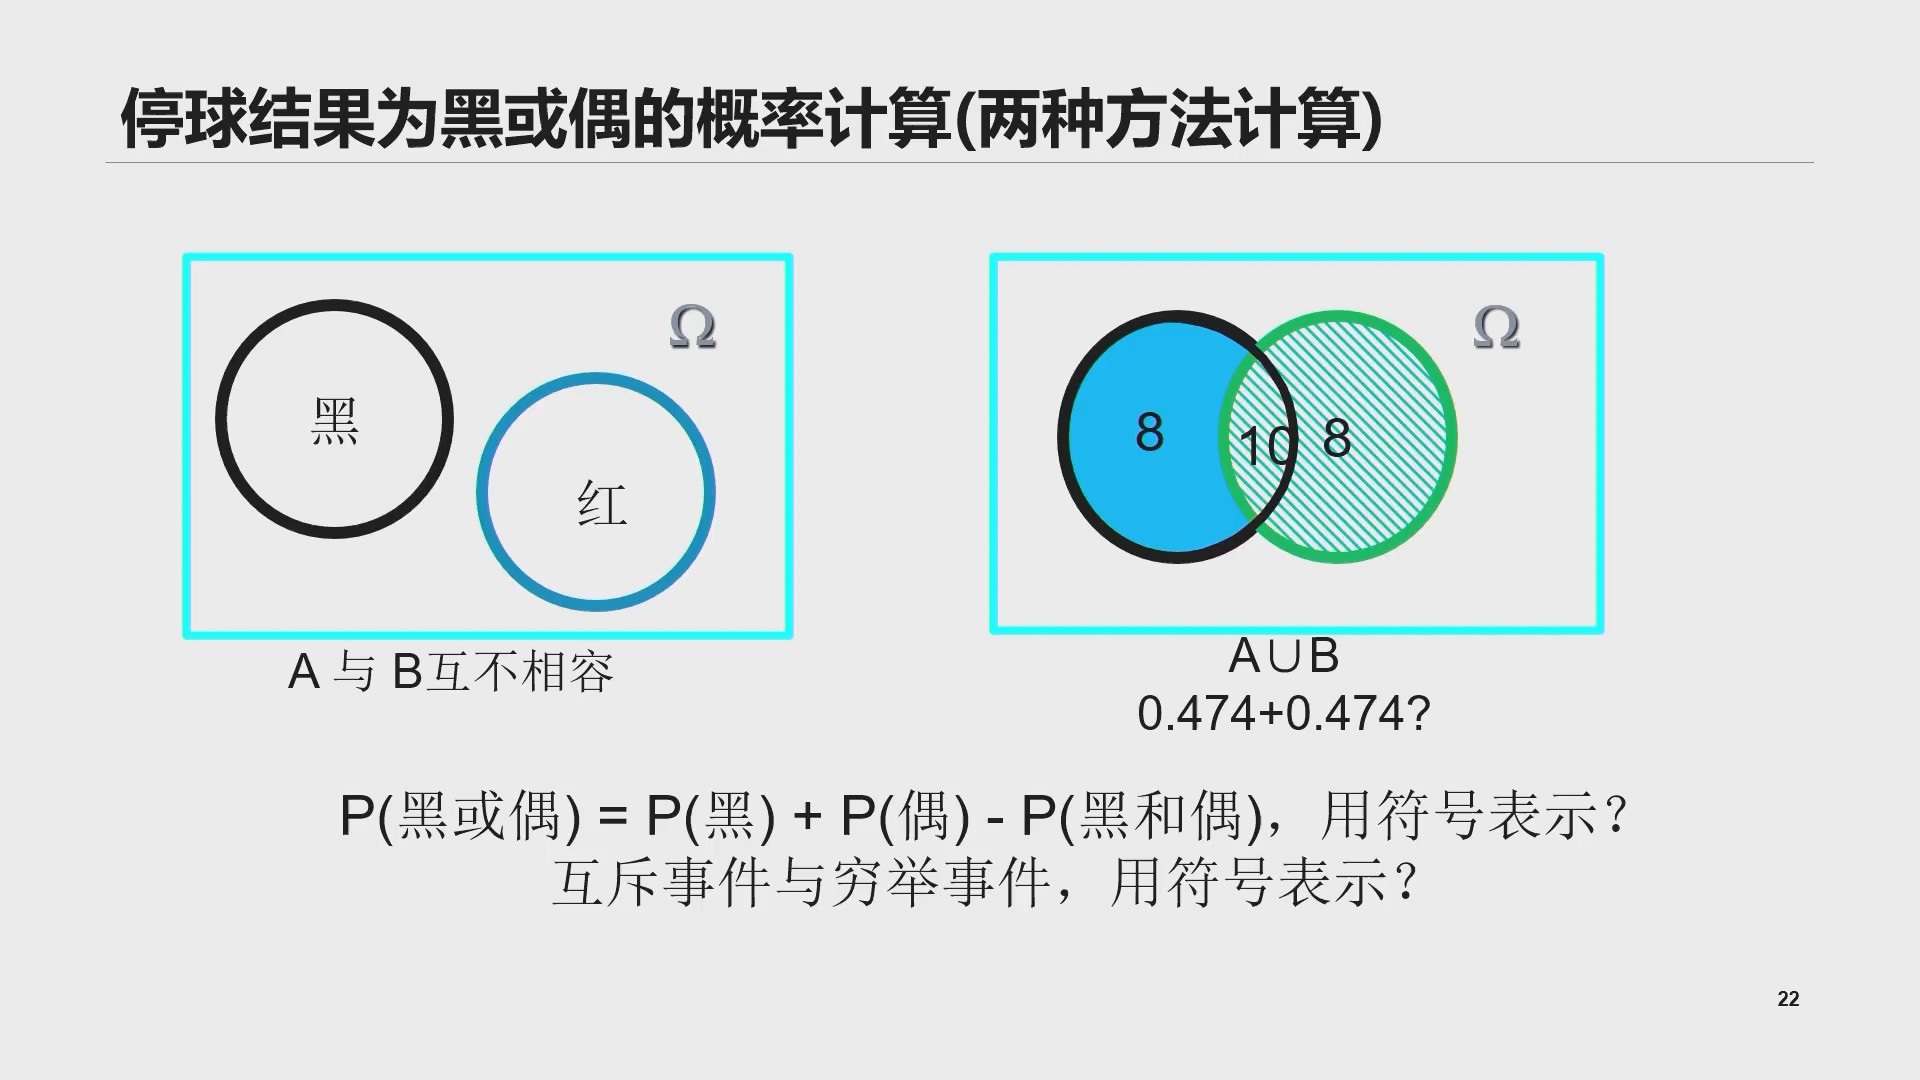 停球结果为黑或偶的概率计算(两种方法计算)
Ω
黑
红
A 与 B互不相容
Ω
8
10
8
A∪B
0.474+0.474?
P(黑或偶) = P(黑) + P(偶) - P(黑和偶)，用符号表示？
互斥事件与穷举事件，用符号表示？
22